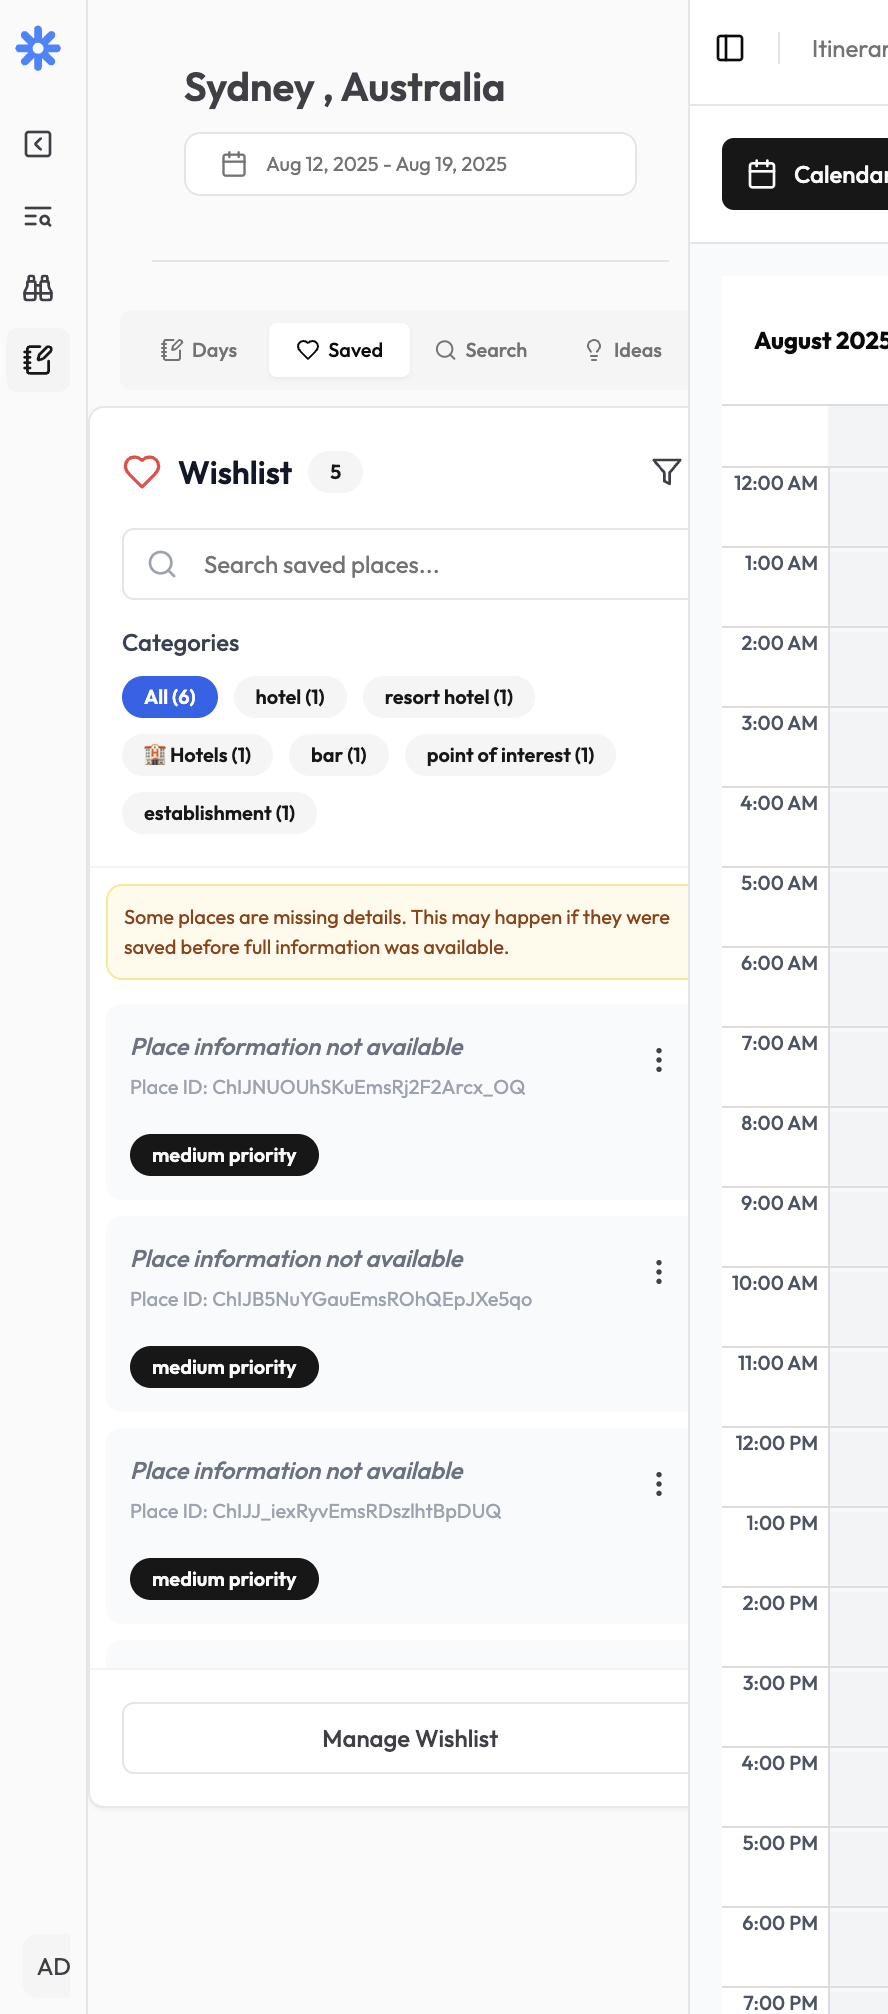 Sydney , Australia
Aug 12, 2025 - Aug 19, 2025
Days
Saved
Search
Ideas
Wishlist
5
Search saved places...
Categories
All (6)
hotel (1)
resort hotel (1)
🏨 Hotels (1)
bar (1)
point of interest (1)
establishment (1)
Some places are missing details. This may happen if they were
saved before full information was available.
Place information not available
Place ID: ChIJNUOUhSKuEmsRj2F2Arcx_OQ
medium priority
Place information not available
Place ID: ChIJB5NuYGauEmsROhQEpJXe5qo
medium priority
Place information not available
Place ID: ChIJJ_iexRyvEmsRDszlhtBpDUQ
medium priority
Manage Wishlist
AD
Itinerar
Calendar
August 2025
12:00 AM
1:00 AM
2:00 AM
3:00 AM
4:00 AM
5:00 AM
6:00 AM
7:00 AM
8:00 AM
9:00 AM
10:00 AM
11:00 AM
12:00 PM
1:00 PM
2:00 PM
3:00 PM
4:00 PM
5:00 PM
6:00 PM
7:00 PM